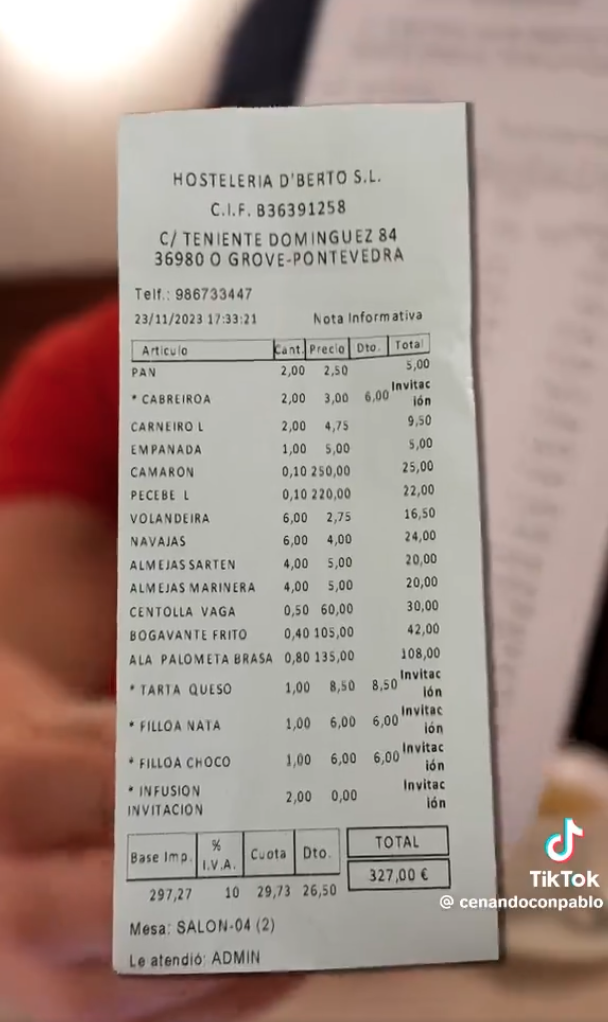 HOSTELERIA D'BERTO S.L.
C.I.F. B36391258
C/ TENIENTE DOMINGUEZ 84
36980 O GROVE-PONTEVEDRA
Telf.: 986733447
23/11/2023 17:33:21 Nota Informativa
Articulo Cant. Precio Dto. Total
PAN 2,00 2,50 5,00
* CABREIROA 2,00 3,00 6,00 Invitac
ión
CARNEIRO L 2,00 4,75 9,50
EMPANADA 1,00 5,00 5,00
CAMARON 0,10 250,00 25,00
PECEBE L 0,10 220,00 22,00
VOLANDEIRA 6,00 2,75 16,50
NAVAJAS 6,00 4,00 24,00
ALMEJAS SARTEN 4,00 5,00 20,00
ALMEJAS MARINERA 4,00 5,00 20,00
CENTOLLA VAGA 0,50 60,00 30,00
BOGAVANTE FRITO 0,40 105,00 42,00
ALA PALOMETA BRASA 0,80 135,00 108,00
* TARTA QUESO 1,00 8,50 8,50 Invitac
ión
* FILLOA NATA 1,00 6,00 6,00 Invitac
ión
* FILLOA CHOCO 1,00 6,00 6,00 Invitac
ión
* INFUSION 2,00 0,00 Invitac
INVITACION ión
Base Imp. % I.V.A. Cuota Dto. TOTAL
297,27 10 29,73 26,50 327,00 €
Mesa: SALON-04 (2)
Le atendió: ADMIN
TikTok
@ cenandoconpablo